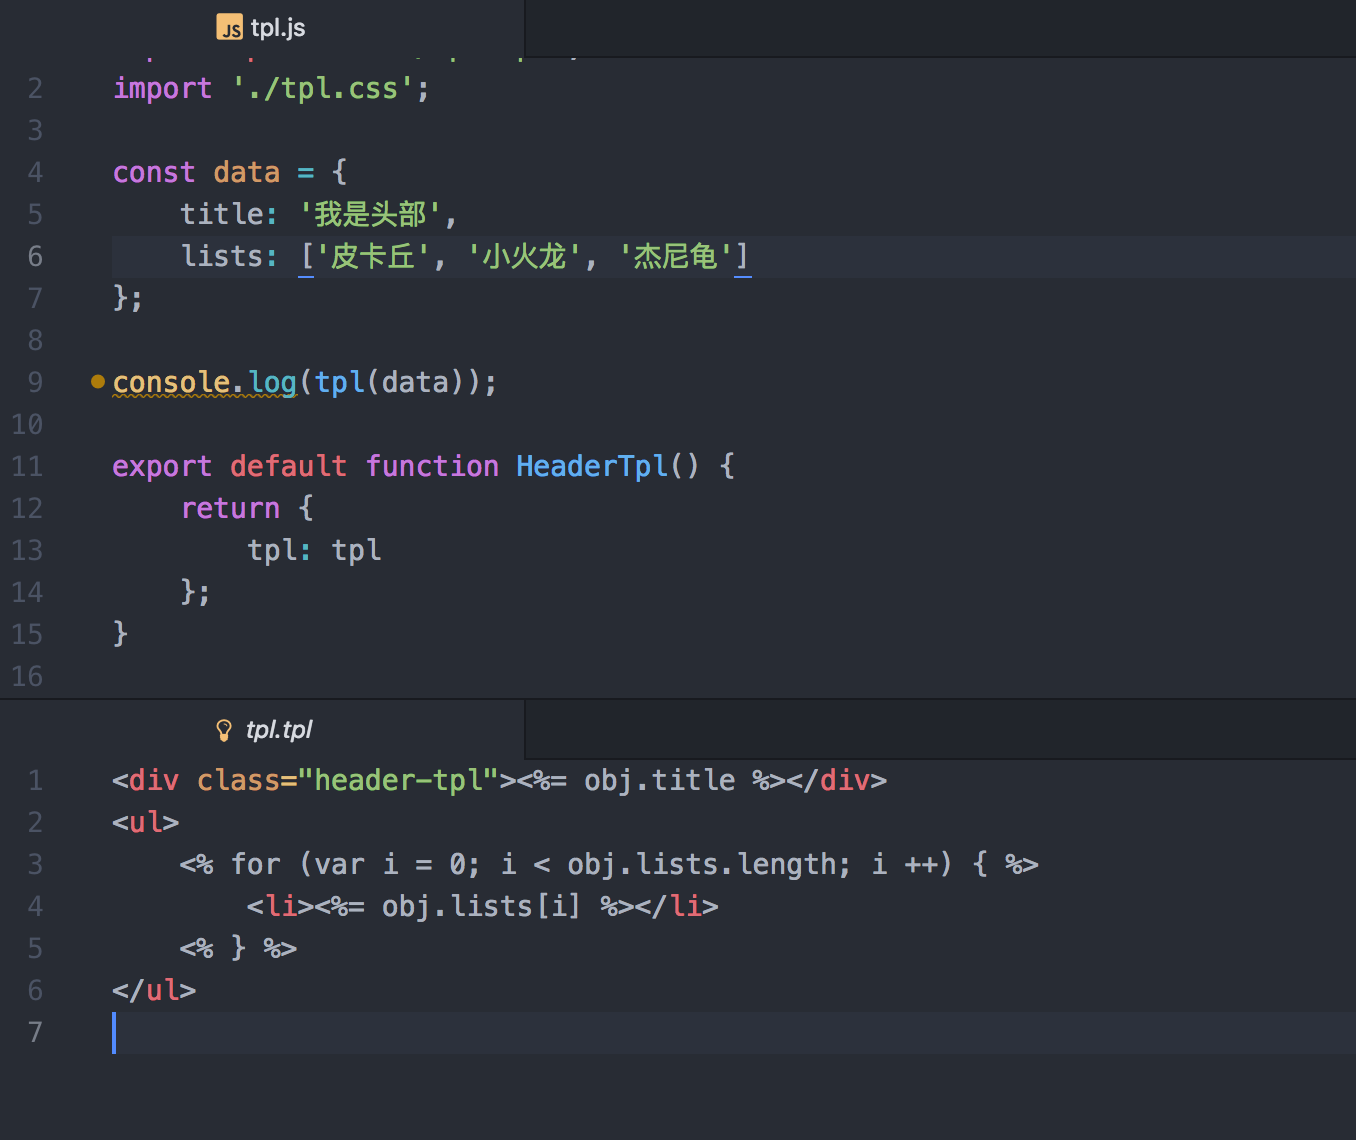 tpl.js
2 import './tpl.css';
3
4 const data = {
5 title: '我是头部',
6 lists: ['皮卡丘', '小火龙', '杰尼龟']
7 };
8
9 console.log(tpl(data));
10
11 export default function HeaderTpl() {
12 return {
13 tpl: tpl
14 };
15 }
16
tpl.tpl
1 <div class="header-tpl"><%= obj.title %></div>
2 <ul>
3 <% for (var i = 0; i < obj.lists.length; i ++) { %>
4 <li><%= obj.lists[i] %></li>
5 <% } %>
6 </ul>
7